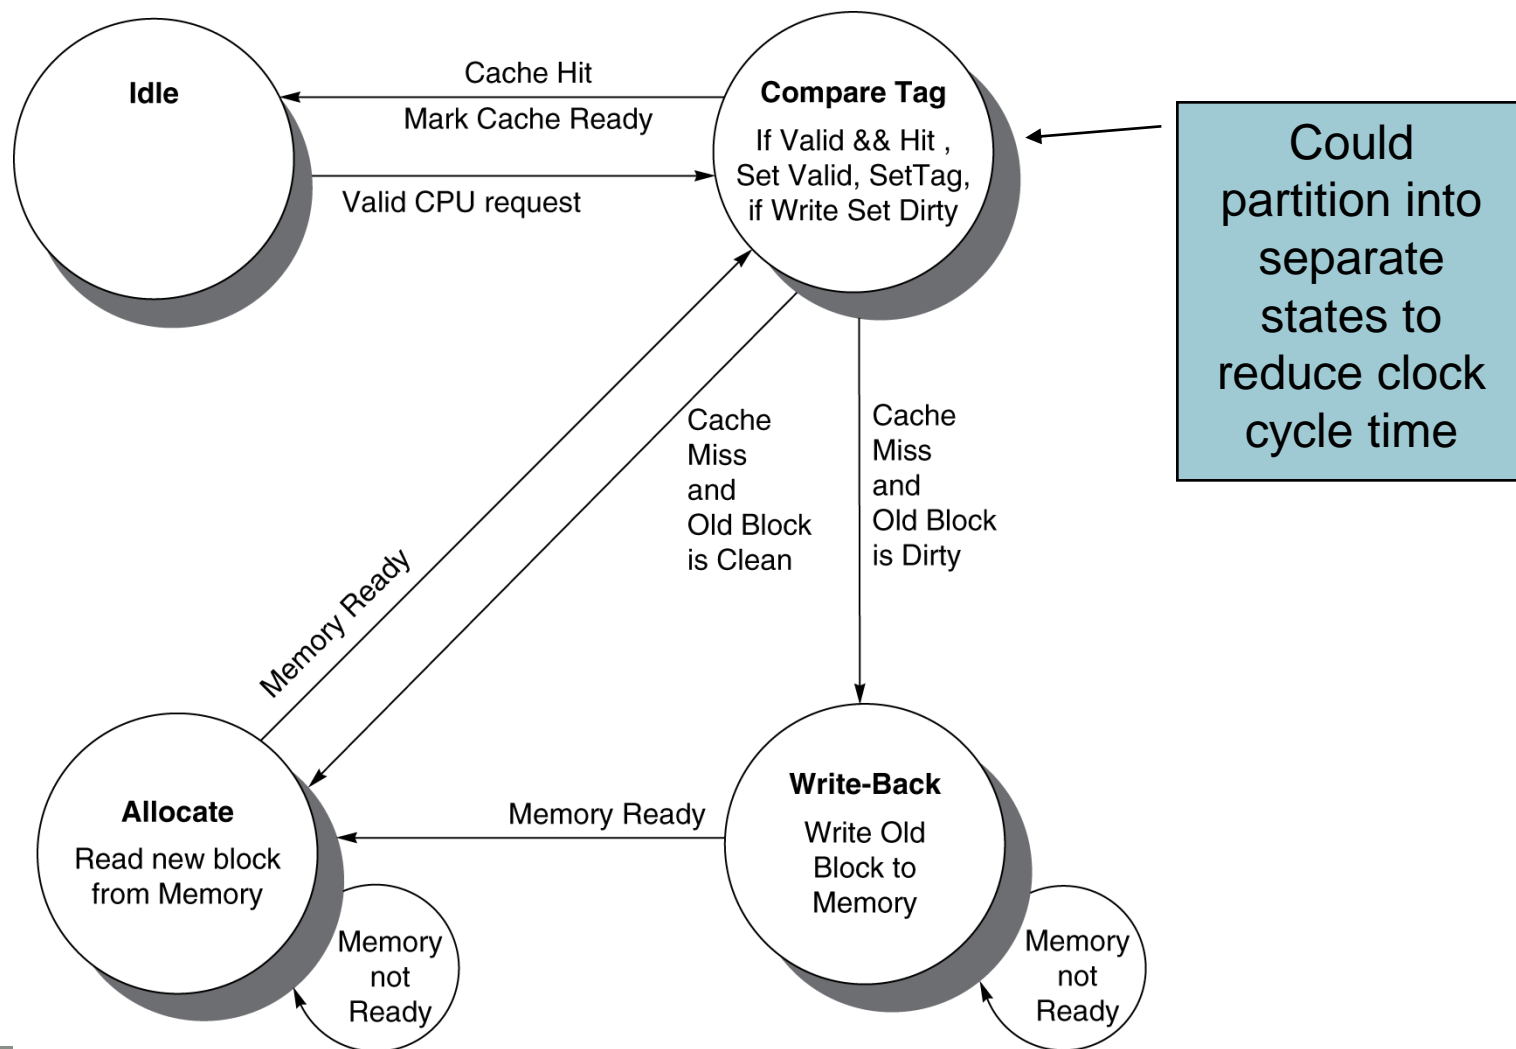 Idle
Cache Hit
Mark Cache Ready
Valid CPU request
Compare Tag
If Valid && Hit ,
Set Valid, SetTag,
if Write Set Dirty
Could
partition into
separate
states to
reduce clock
cycle time
Cache
Miss
and
Old Block
is Clean
Cache
Miss
and
Old Block
is Dirty
Memory Ready
Allocate
Read new block
from Memory
Memory
not
Ready
Memory Ready
Write-Back
Write Old
Block to
Memory
Memory
not
Ready